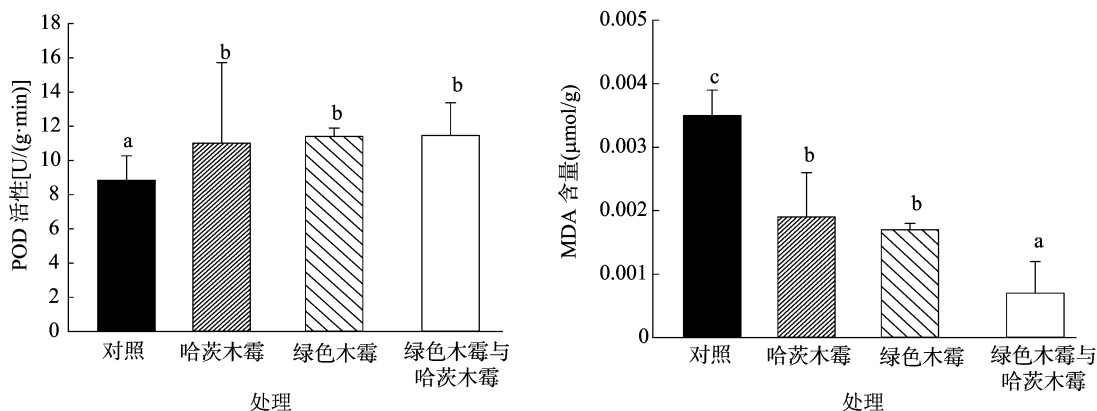 POD 活性[U/(g·min)]
18
16
14
12
10
8
6
4
2
0
a
b
b
b
对照
哈茨木霉
绿色木霉
绿色木霉与
哈茨木霉
处理
MDA 含量(μmol/g)
0.005
0.004
0.003
0.002
0.001
0
c
b
b
a
对照
哈茨木霉
绿色木霉
绿色木霉与
哈茨木霉
处理